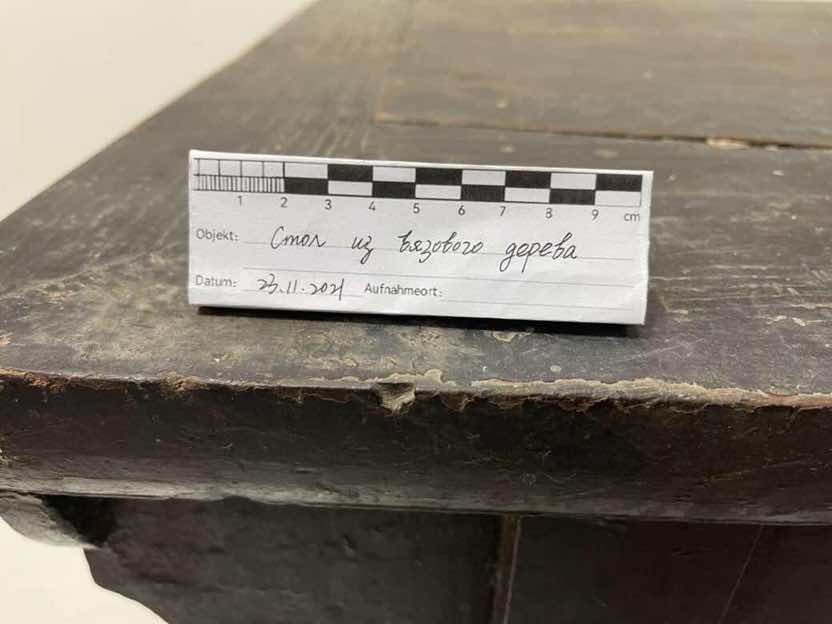 1 2 3 4 5 6 7 8 9 cm
Objekt: Стол из вязового дерева
Datum: 23.11.2021 Aufnahmeort: